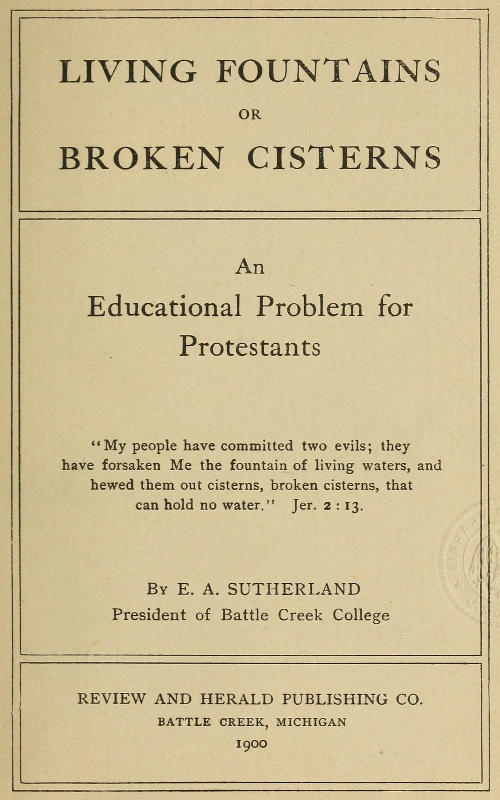 LIVING FOUNTAINS
OR
BROKEN CISTERNS
An
Educational Problem for
Protestants
“My people have committed two evils; they
have forsaken Me the fountain of living waters, and
hewed them out cisterns, broken cisterns, that
can hold no water.” Jer. 2 : 13.
By E. A. SUTHERLAND
President of Battle Creek College
REVIEW AND HERALD PUBLISHING CO.
BATTLE CREEK, MICHIGAN
1900